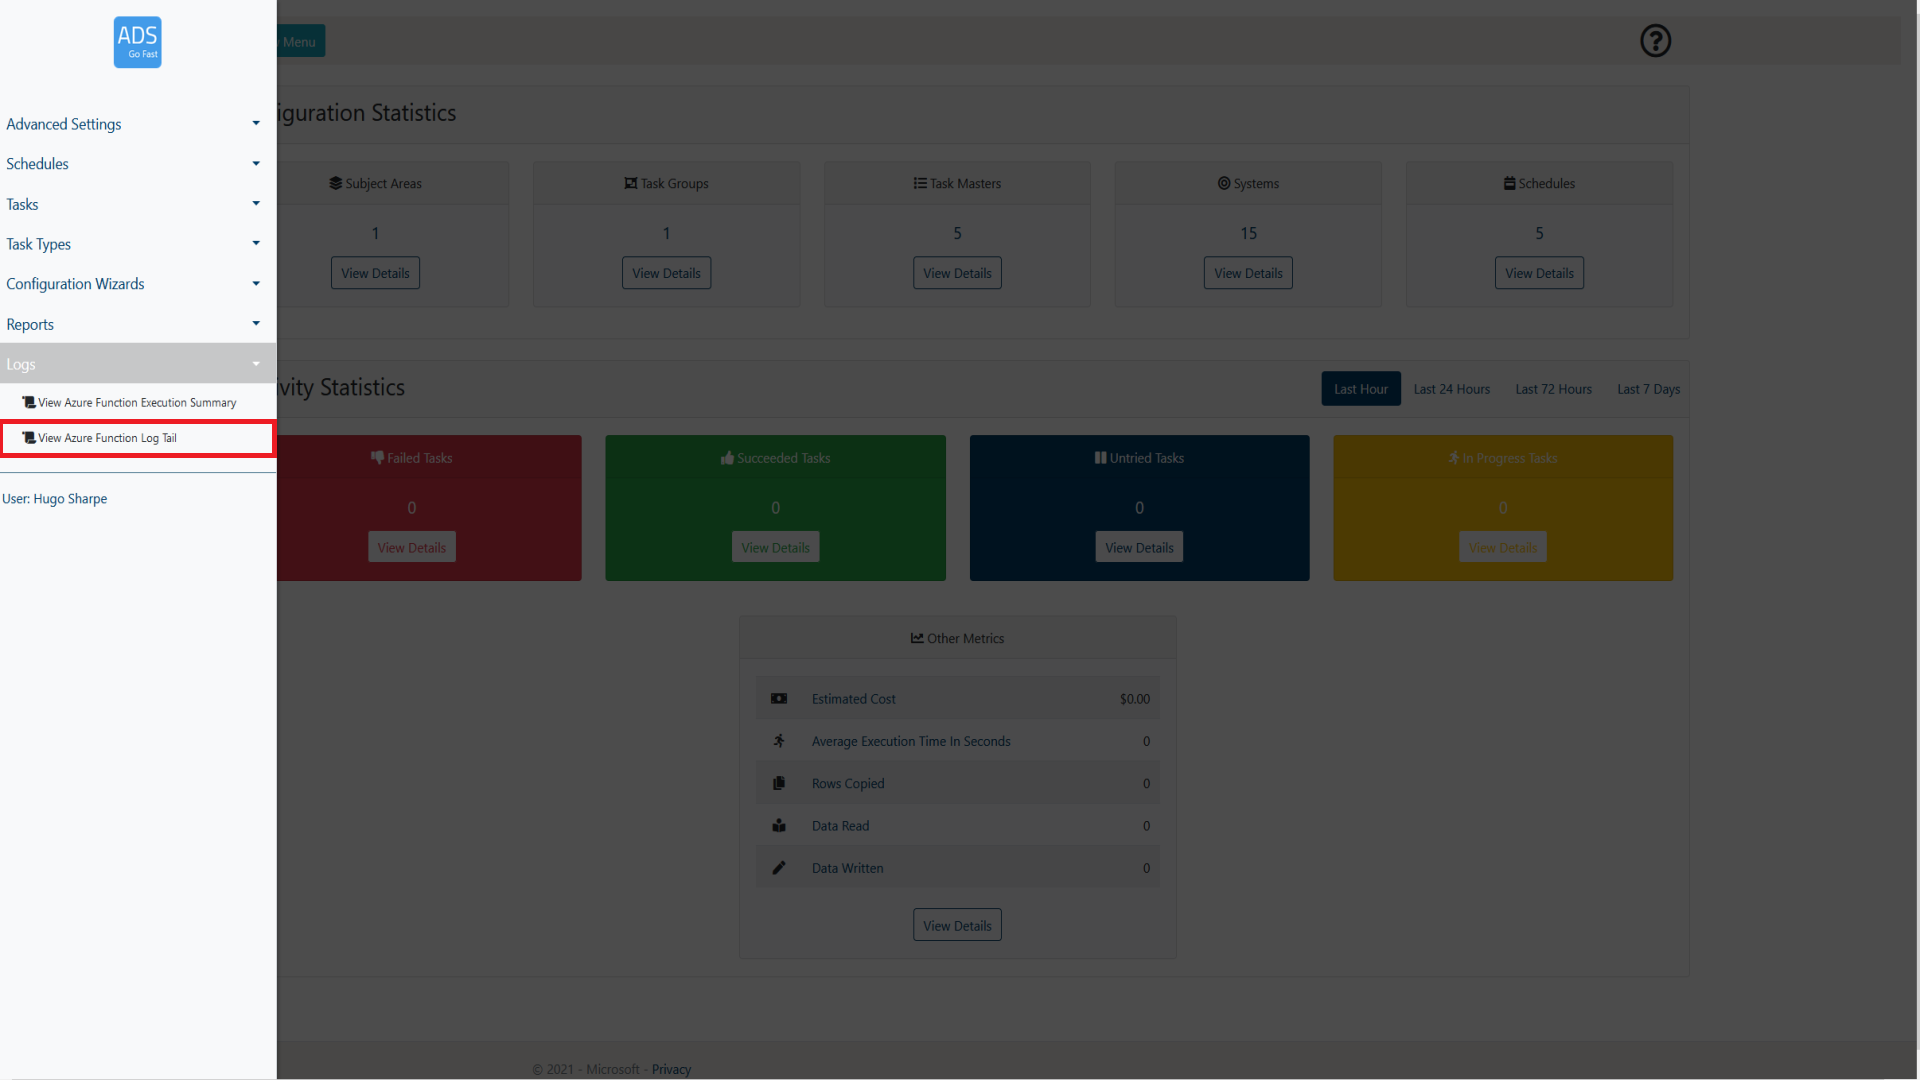 ADS
Go Fast
Advanced Settings
Schedules
Tasks
Task Types
Configuration Wizards
Reports
Logs
View Azure Function Execution Summary
View Azure Function Log Tail
User: Hugo Sharpe
Menu
iguration Statistics
Subject Areas
1
View Details
Task Groups
1
View Details
Task Masters
5
View Details
Systems
15
View Details
Schedules
5
View Details
ivity Statistics
Last Hour Last 24 Hours Last 72 Hours Last 7 Days
Failed Tasks
0
View Details
Succeeded Tasks
0
View Details
Untried Tasks
0
View Details
In Progress Tasks
0
View Details
Other Metrics
Estimated Cost $0.00
Average Execution Time In Seconds 0
Rows Copied 0
Data Read 0
Data Written 0
View Details
© 2021 - Microsoft - Privacy